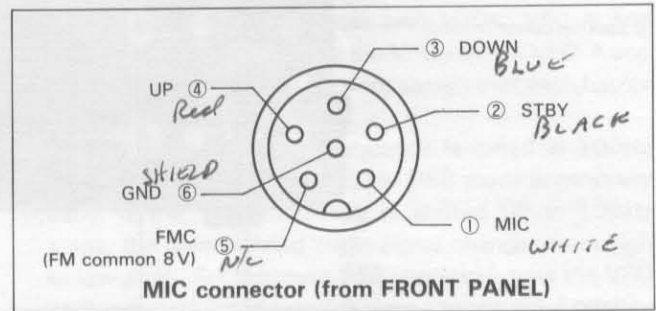 ③ DOWN
BLUE
UP ④
Red
② STBY
BLACK
SHIELD
GND ⑥
① MIC
WHITE
FMC ⑤
(FM common 8V) N/C
MIC connector (from FRONT PANEL)